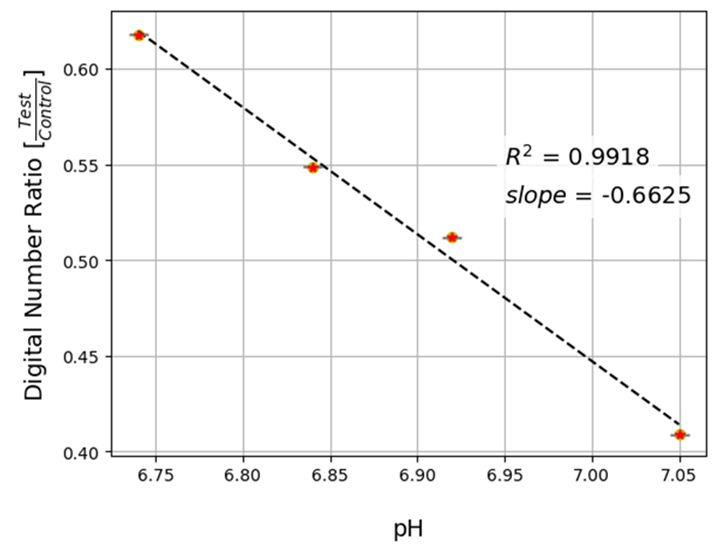 Digital Number Ratio [Test/Control]
0.60
0.55
0.50
0.45
0.40
R² = 0.9918
slope = -0.6625
6.75 6.80 6.85 6.90 6.95 7.00 7.05
pH